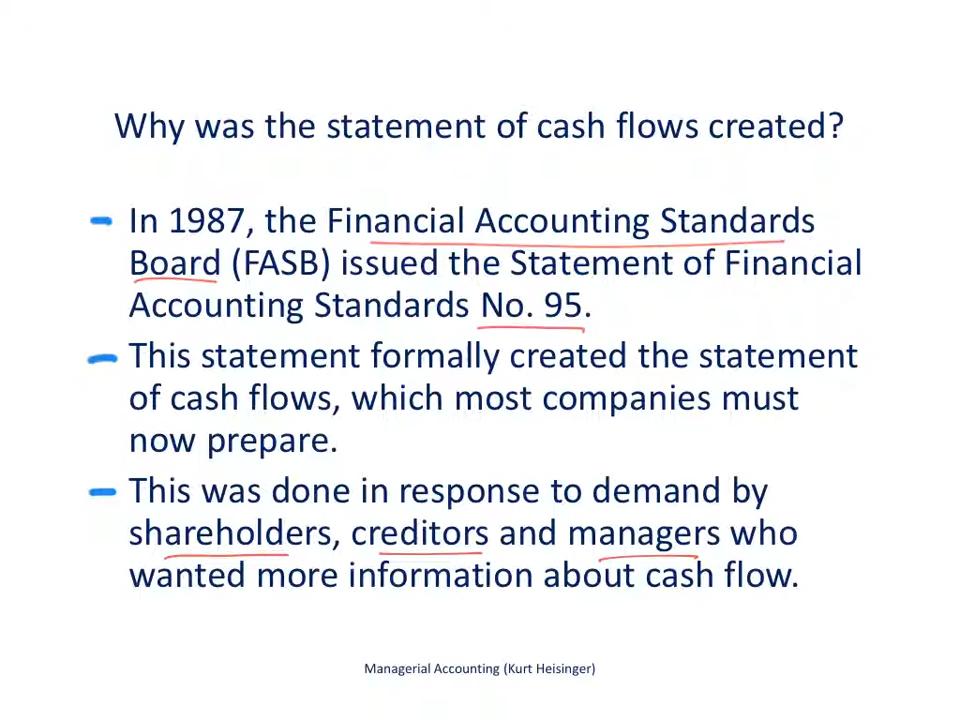 Why was the statement of cash flows created?
In 1987, the Financial Accounting Standards
Board (FASB) issued the Statement of Financial
Accounting Standards No. 95.
This statement formally created the statement
of cash flows, which most companies must
now prepare.
This was done in response to demand by
shareholders, creditors and managers who
wanted more information about cash flow.
Managerial Accounting (Kurt Heisinger)